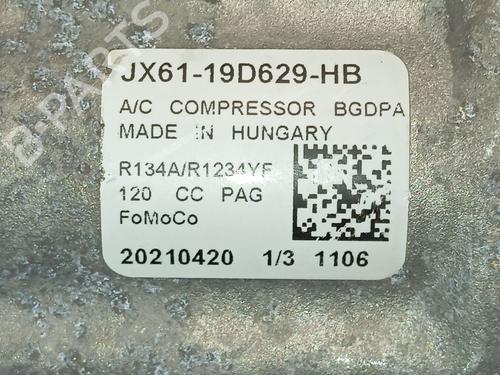 JX61-19D629-HB
A/C COMPRESSOR BGDPA
MADE IN HUNGARY
R134A/R1234YF
120 CC PAG
FoMoCo
20210420 1/3 1106
B-PARTS